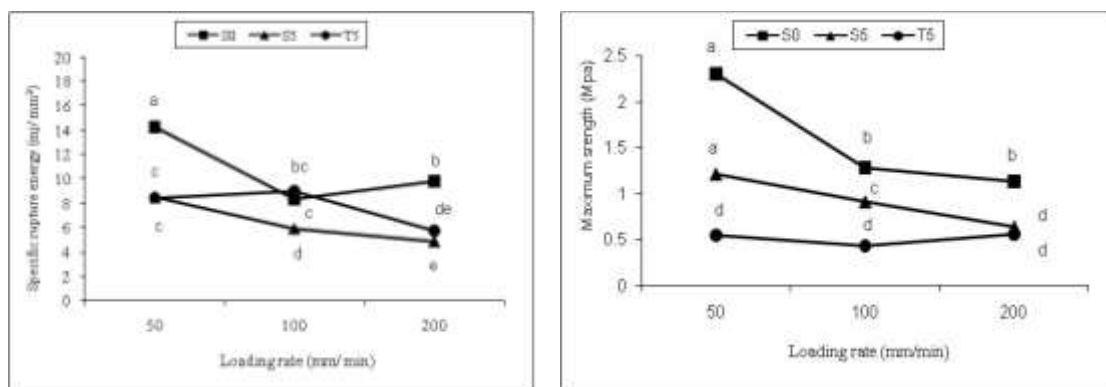 S0 S5 T5
Specific rupture energy (mj/ mm²)
20
18
16
14
12
10
8
6
4
2
0
a
c
bc
b
c
c
de
d
e
50 100 200
Loading rate (mm/ min)
S0 S5 T5
Maximum srength (Mpa)
2.5
2
1.5
1
0.5
0
a
b
b
a
c
d
d
d
d
50 100 200
Loading rate (mm/min)